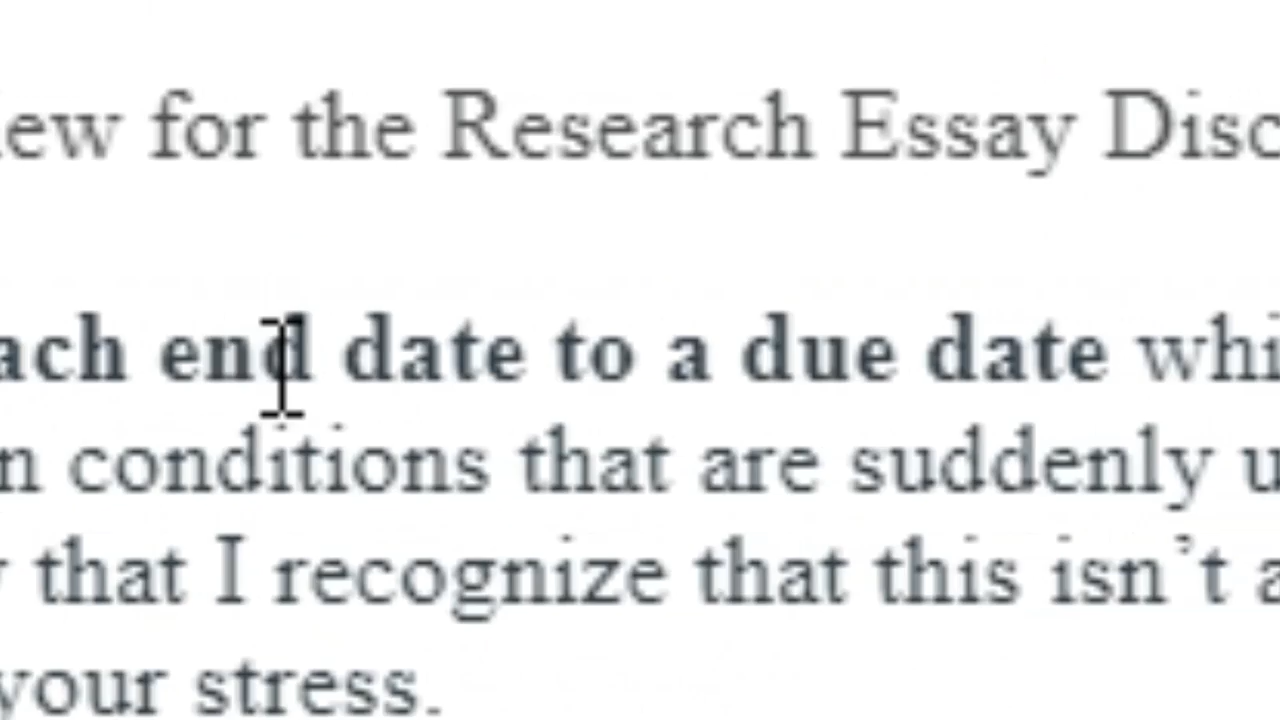 ew for the Research Essay Disc
ach end date to a due date whi
n conditions that are suddenly u
that I recognize that this isn’t a
your stress.